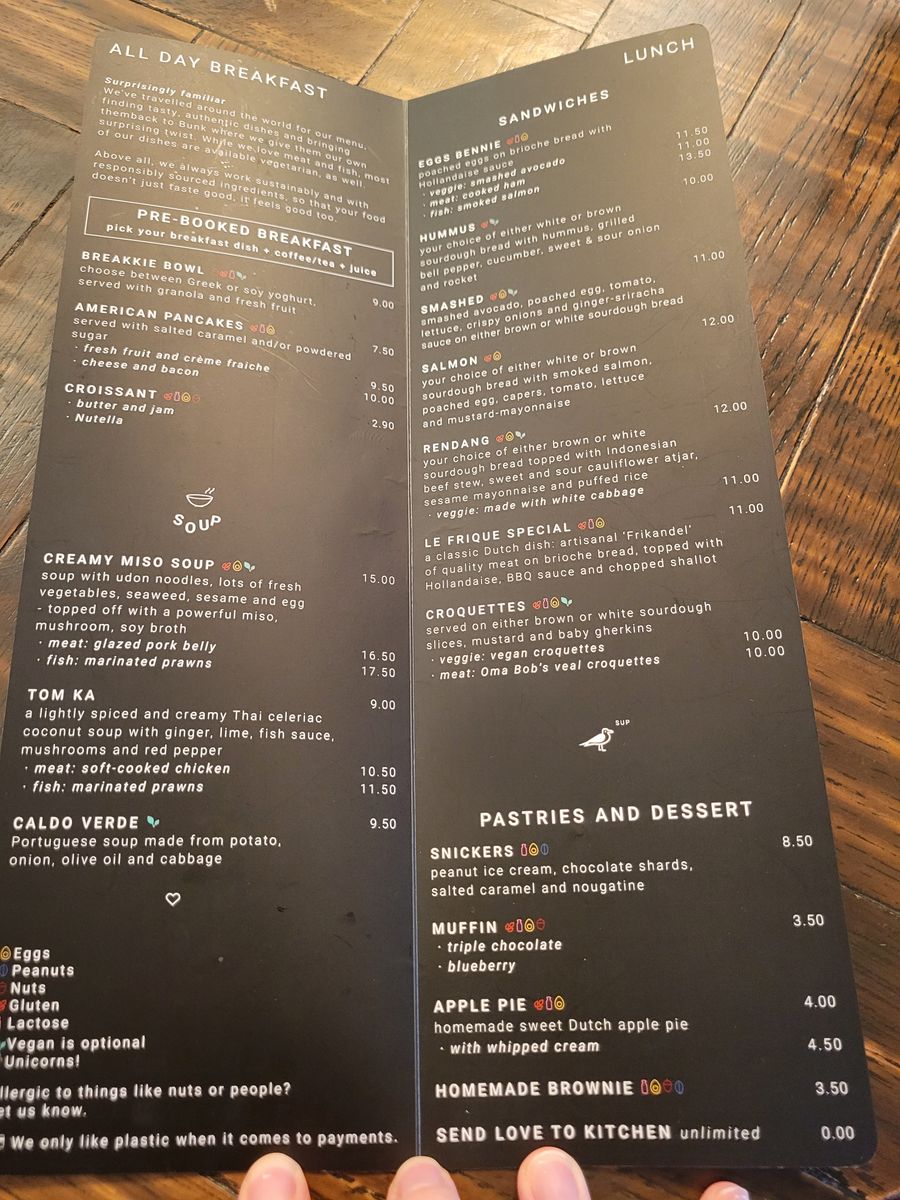 ALL DAY BREAKFAST
Surprisingly familiar
We've travelled around the world for our menu,
finding tasty, authentic dishes and bringing
themback to Bunk where we give them our own
surprising twist. While we love meat and fish, most
of our dishes are available vegetarian, as well.
Above all, we always work sustainably and with
responsibly sourced ingredients, so that your food
doesn't just taste good, it feels good too.
PRE-BOOKED BREAKFAST
pick your breakfast dish + coffee/tea + juice
BREAKKIE BOWL
choose between Greek or soy yoghurt, 9.00
served with granola and fresh fruit
AMERICAN PANCAKES
served with salted caramel and/or powdered 7.50
sugar
· fresh fruit and crème fraiche 9.50
· cheese and bacon 10.00
CROISSANT
· butter and jam 2.90
· Nutella
SOUP
CREAMY MISO SOUP 15.00
soup with udon noodles, lots of fresh
vegetables, seaweed, sesame and egg
- topped off with a powerful miso,
mushroom, soy broth
· meat: glazed pork belly 16.50
· fish: marinated prawns 17.50
TOM KA 9.00
a lightly spiced and creamy Thai celeriac
coconut soup with ginger, lime, fish sauce,
mushrooms and red pepper
· meat: soft-cooked chicken 10.50
· fish: marinated prawns 11.50
CALDO VERDE 9.50
Portuguese soup made from potato,
onion, olive oil and cabbage
Eggs
Peanuts
Nuts
Gluten
Lactose
Vegan is optional
Unicorns!
llergic to things like nuts or people?
et us know.
We only like plastic when it comes to payments.
LUNCH
SANDWICHES
EGGS BENNIE
poached eggs on brioche bread with 11.50
Hollandaise sauce
· veggie: smashed avocado 11.00
· meat: cooked ham 13.50
· fish: smoked salmon
HUMMUS 10.00
your choice of either white or brown
sourdough bread with hummus, grilled
bell pepper, cucumber, sweet & sour onion
and rocket
SMASHED 11.00
smashed avocado, poached egg, tomato,
lettuce, crispy onions and ginger-sriracha
sauce on either brown or white sourdough bread
SALMON 12.00
your choice of either white or brown
sourdough bread with smoked salmon,
poached egg, capers, tomato, lettuce
and mustard-mayonnaise
RENDANG 12.00
your choice of either brown or white
sourdough bread topped with Indonesian
beef stew, sweet and sour cauliflower atjar,
sesame mayonnaise and puffed rice
· veggie: made with white cabbage 11.00
LE FRIQUE SPECIAL 11.00
a classic Dutch dish: artisanal 'Frikandel'
of quality meat on brioche bread, topped with
Hollandaise, BBQ sauce and chopped shallot
CROQUETTES
served on either brown or white sourdough
slices, mustard and baby gherkins
· veggie: vegan croquettes 10.00
· meat: Oma Bob's veal croquettes 10.00
SUP
PASTRIES AND DESSERT
SNICKERS 8.50
peanut ice cream, chocolate shards,
salted caramel and nougatine
MUFFIN 3.50
· triple chocolate
· blueberry
APPLE PIE 4.00
homemade sweet Dutch apple pie
· with whipped cream 4.50
HOMEMADE BROWNIE 3.50
SEND LOVE TO KITCHEN unlimited 0.00